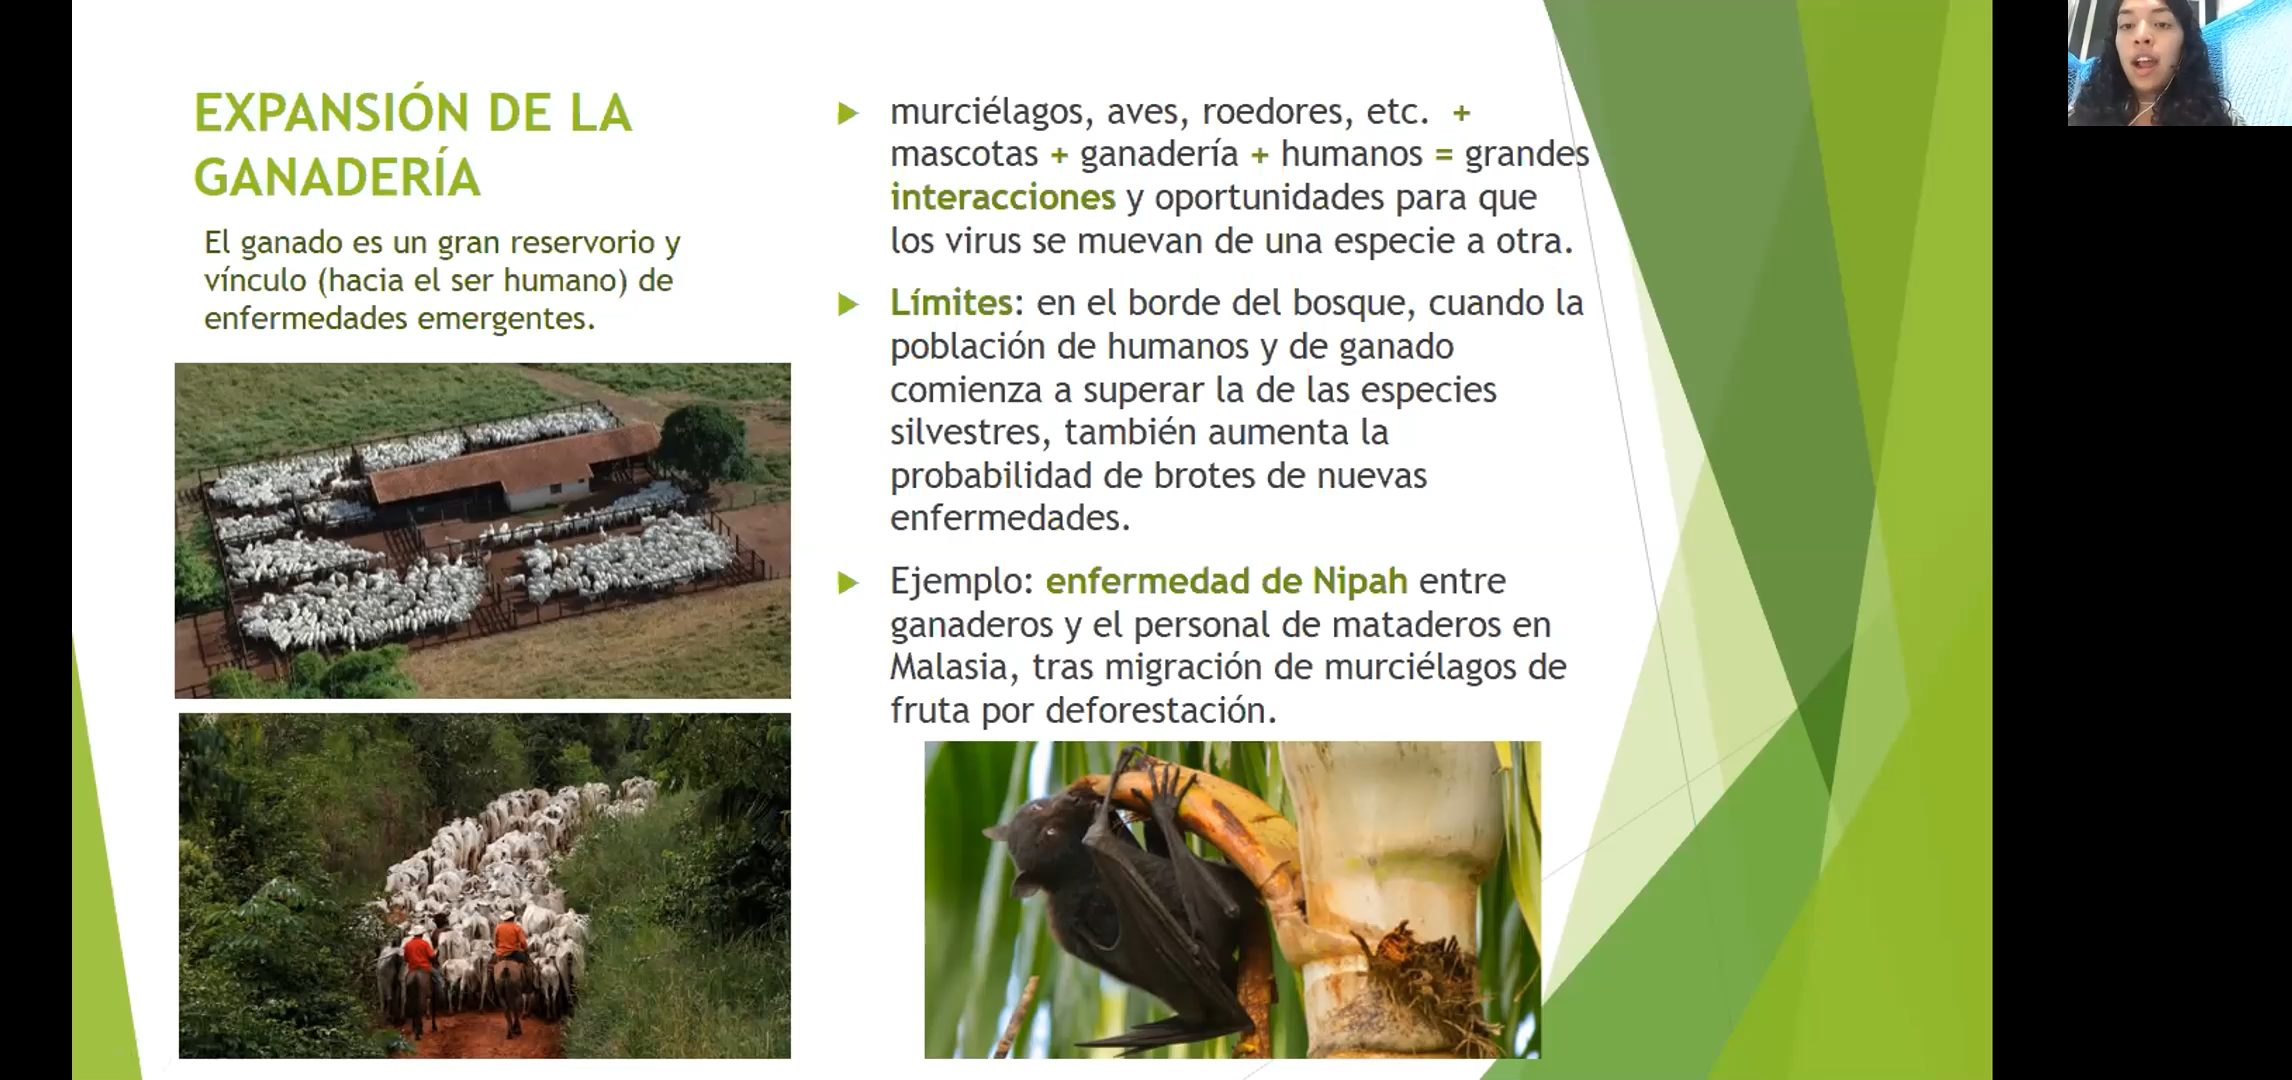 EXPANSIÓN DE LA
GANADERÍA
El ganado es un gran reservorio y
vínculo (hacia el ser humano) de
enfermedades emergentes.
murciélagos, aves, roedores, etc. +
mascotas + ganadería + humanos = grandes
interacciones y oportunidades para que
los virus se muevan de una especie a otra.
Límites: en el borde del bosque, cuando la
población de humanos y de ganado
comienza a superar la de las especies
silvestres, también aumenta la
probabilidad de brotes de nuevas
enfermedades.
Ejemplo: enfermedad de Nipah entre
ganaderos y el personal de mataderos en
Malasia, tras migración de murciélagos de
fruta por deforestación.